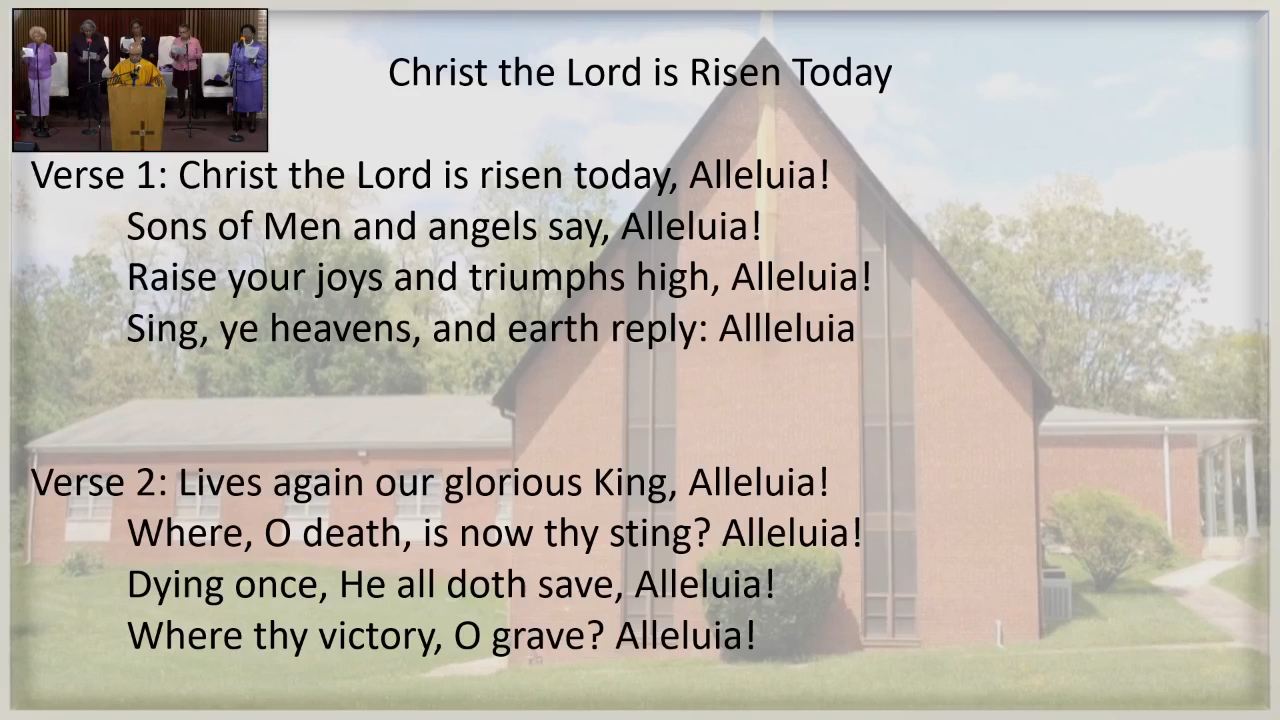 Christ the Lord is Risen Today
Verse 1: Christ the Lord is risen today, Alleluia!
Sons of Men and angels say, Alleluia!
Raise your joys and triumphs high, Alleluia!
Sing, ye heavens, and earth reply: Allleluia
Verse 2: Lives again our glorious King, Alleluia!
Where, O death, is now thy sting? Alleluia!
Dying once, He all doth save, Alleluia!
Where thy victory, O grave? Alleluia!